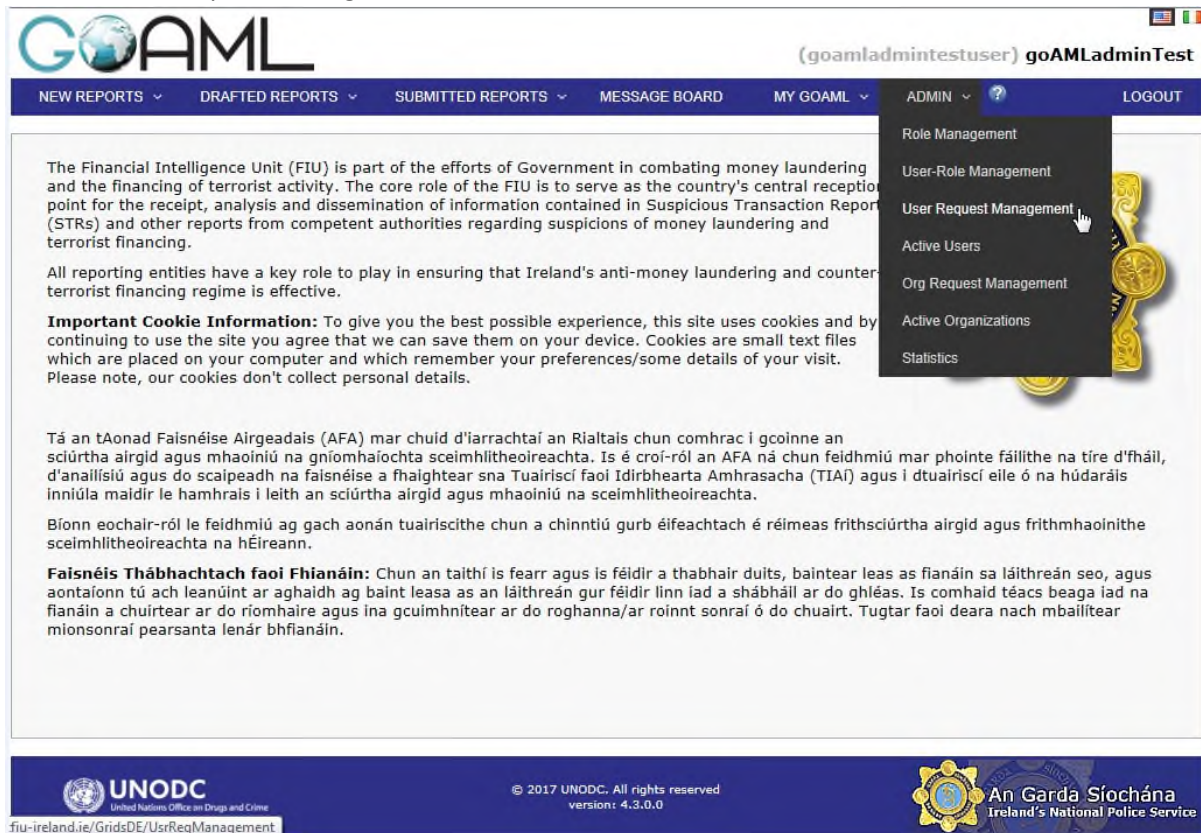 GOAML
(goamladmintestuser) goAMLadminTest
NEW REPORTS DRAFTED REPORTS SUBMITTED REPORTS MESSAGE BOARD MY GOAML ADMIN ? LOGOUT
Role Management
User-Role Management
User Request Management
Active Users
Org Request Management
Active Organizations
Statistics
The Financial Intelligence Unit (FIU) is part of the efforts of Government in combating money laundering
and the financing of terrorist activity. The core role of the FIU is to serve as the country's central reception
point for the receipt, analysis and dissemination of information contained in Suspicious Transaction Report
(STRs) and other reports from competent authorities regarding suspicions of money laundering and
terrorist financing.
All reporting entities have a key role to play in ensuring that Ireland's anti-money laundering and counter-
terrorist financing regime is effective.
Important Cookie Information: To give you the best possible experience, this site uses cookies and by
continuing to use the site you agree that we can save them on your device. Cookies are small text files
which are placed on your computer and which remember your preferences/some details of your visit.
Please note, our cookies don't collect personal details.
Tá an tAonad Faisnéise Airgeadais (AFA) mar chuid d'iarrachtaí an Rialtais chun comhrac i gcoinne an
sciúrtha airgid agus mhaoiniú na gníomhaíochta sceimhlitheoireachta. Is é croí-ról an AFA ná chun feidhmiú mar phointe fáilithe na tíre d'fháil,
d'anailísiú agus do scaipeadh na faisnéise a fhaightear sna Tuairiscí faoi Idirbhearta Amhrasacha (TIAí) agus i dtuairiscí eile ó na húdaráis
inniúla maidir le hamhrais i leith an sciúrtha airgid agus mhaoiniú na sceimhlitheoireachta.
Bíonn eochair-ról le feidhmiú ag gach aonán tuairiscithe chun a chinntiú gurb éifeachtach é réimeas frithsciúrtha airgid agus frithmhaoinithe
sceimhlitheoireachta na hÉireann.
Faisnéis Thábhachtach faoi Fhianáin: Chun an taithí is fearr agus is féidir a thabhair duits, baintear leas as fianáin sa láithreán seo, agus
aontaíonn tú ach leanúint ar aghaidh ag baint leasa as an láithreán gur féidir linn iad a shábháil ar do ghléas. Is comhaid téacs beaga iad na
fianáin a chuirtear ar do ríomhaire agus ina gcuimhnítear ar do roghanna/ar roinnt sonraí ó do chuairt. Tugtar faoi deara nach mbailítear
mionsonraí pearsanta lenár bhfianáin.
UNODC
United Nations Office on Drugs and Crime
© 2017 UNODC. All rights reserved
version: 4.3.0.0
An Garda Síochána
Ireland's National Police Service
fiu-ireland.ie/GridsDE/UsrReqManagement